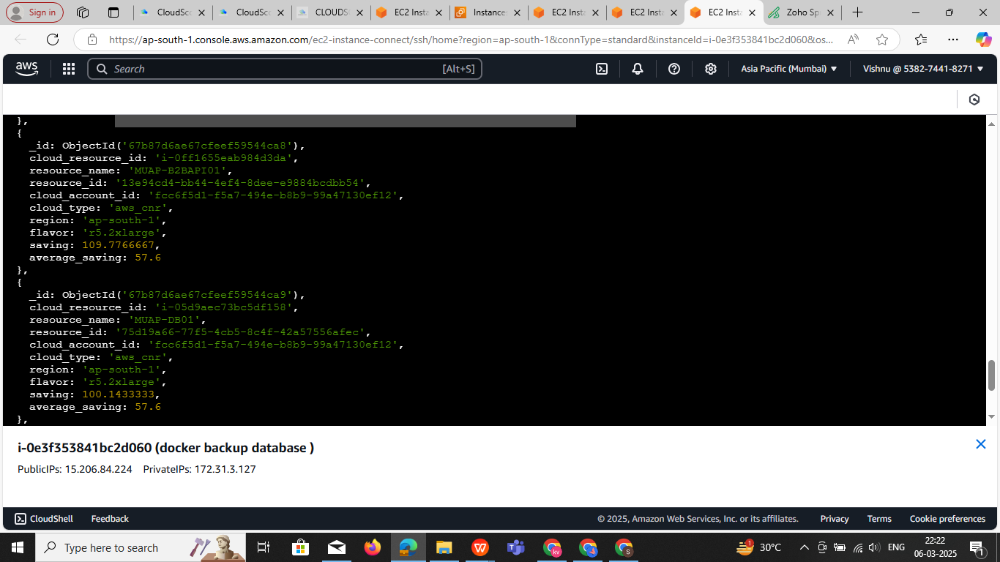 Sign in
CloudSco
CloudSco
CLOUDS
EC2 Insta
Instances
EC2 Insta
EC2 Insta
EC2 Insta
Zoho Sp
https://ap-south-1.console.aws.amazon.com/ec2-instance-connect/ssh/home?region=ap-south-1&connType=standard&instanceId=i-0e3f353841bc2d060&os...
aws
Search
[Alt+S]
Asia Pacific (Mumbai)
Vishnu @ 5382-7441-8271
},
{
_id: ObjectId('67b87d6ae67cfeef59544ca8'),
cloud_resource_id: 'i-0ff1655eab984d3da',
resource_name: 'MUAP-B2BAPI01',
resource_id: '13e94cd4-bb44-4ef4-8dee-e9884bcdbb54',
cloud_account_id: 'fcc6f5d1-f5a7-494e-b8b9-99a47130ef12',
cloud_type: 'aws_cnr',
region: 'ap-south-1',
flavor: 'r5.2xlarge',
saving: 109.7766667,
average_saving: 57.6
},
{
_id: ObjectId('67b87d6ae67cfeef59544ca9'),
cloud_resource_id: 'i-05d9aec73bc5df158',
resource_name: 'MUAP-DB01',
resource_id: '75d19a66-77f5-4cb5-8c4f-42a57556afec',
cloud_account_id: 'fcc6f5d1-f5a7-494e-b8b9-99a47130ef12',
cloud_type: 'aws_cnr',
region: 'ap-south-1',
flavor: 'r5.2xlarge',
saving: 100.1433333,
average_saving: 57.6
},
i-0e3f353841bc2d060 (docker backup database )
PublicIPs: 15.206.84.224 PrivateIPs: 172.31.3.127
CloudShell
Feedback
© 2025, Amazon Web Services, Inc. or its affiliates.
Privacy
Terms
Cookie preferences
Type here to search
1
30°C
ENG
22:22
06-03-2025
1